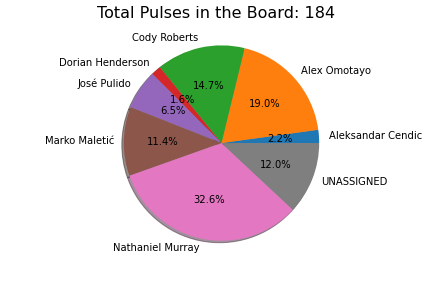 Total Pulses in the Board: 184
Cody Roberts
Dorian Henderson
José Pulido
Alex Omotayo
14.7%
1.6%
19.0%
6.5%
Marko Maletić
11.4%
2.2%
Aleksandar Cendic
12.0%
UNASSIGNED
32.6%
Nathaniel Murray